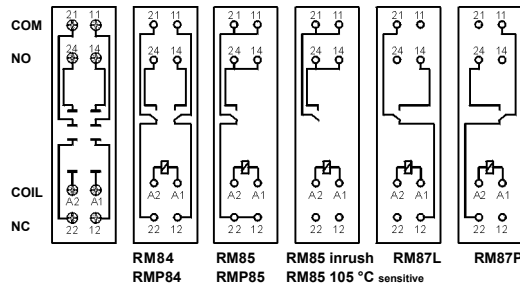 21 11 21 11 21 11 21 11 21 11 21 11
COM
NO
24 14 24 14 24 14 24 14 24 14 24 14
COIL
A2 A1 A2 A1 A2 A1 A2 A1 A2 A1 A2 A1
NC
22 12 22 12 22 12 22 12 22 12 22 12
RM84 RM85 RM85 inrush RM87L RM87P
RMP84 RMP85 RM85 105 °C sensitive